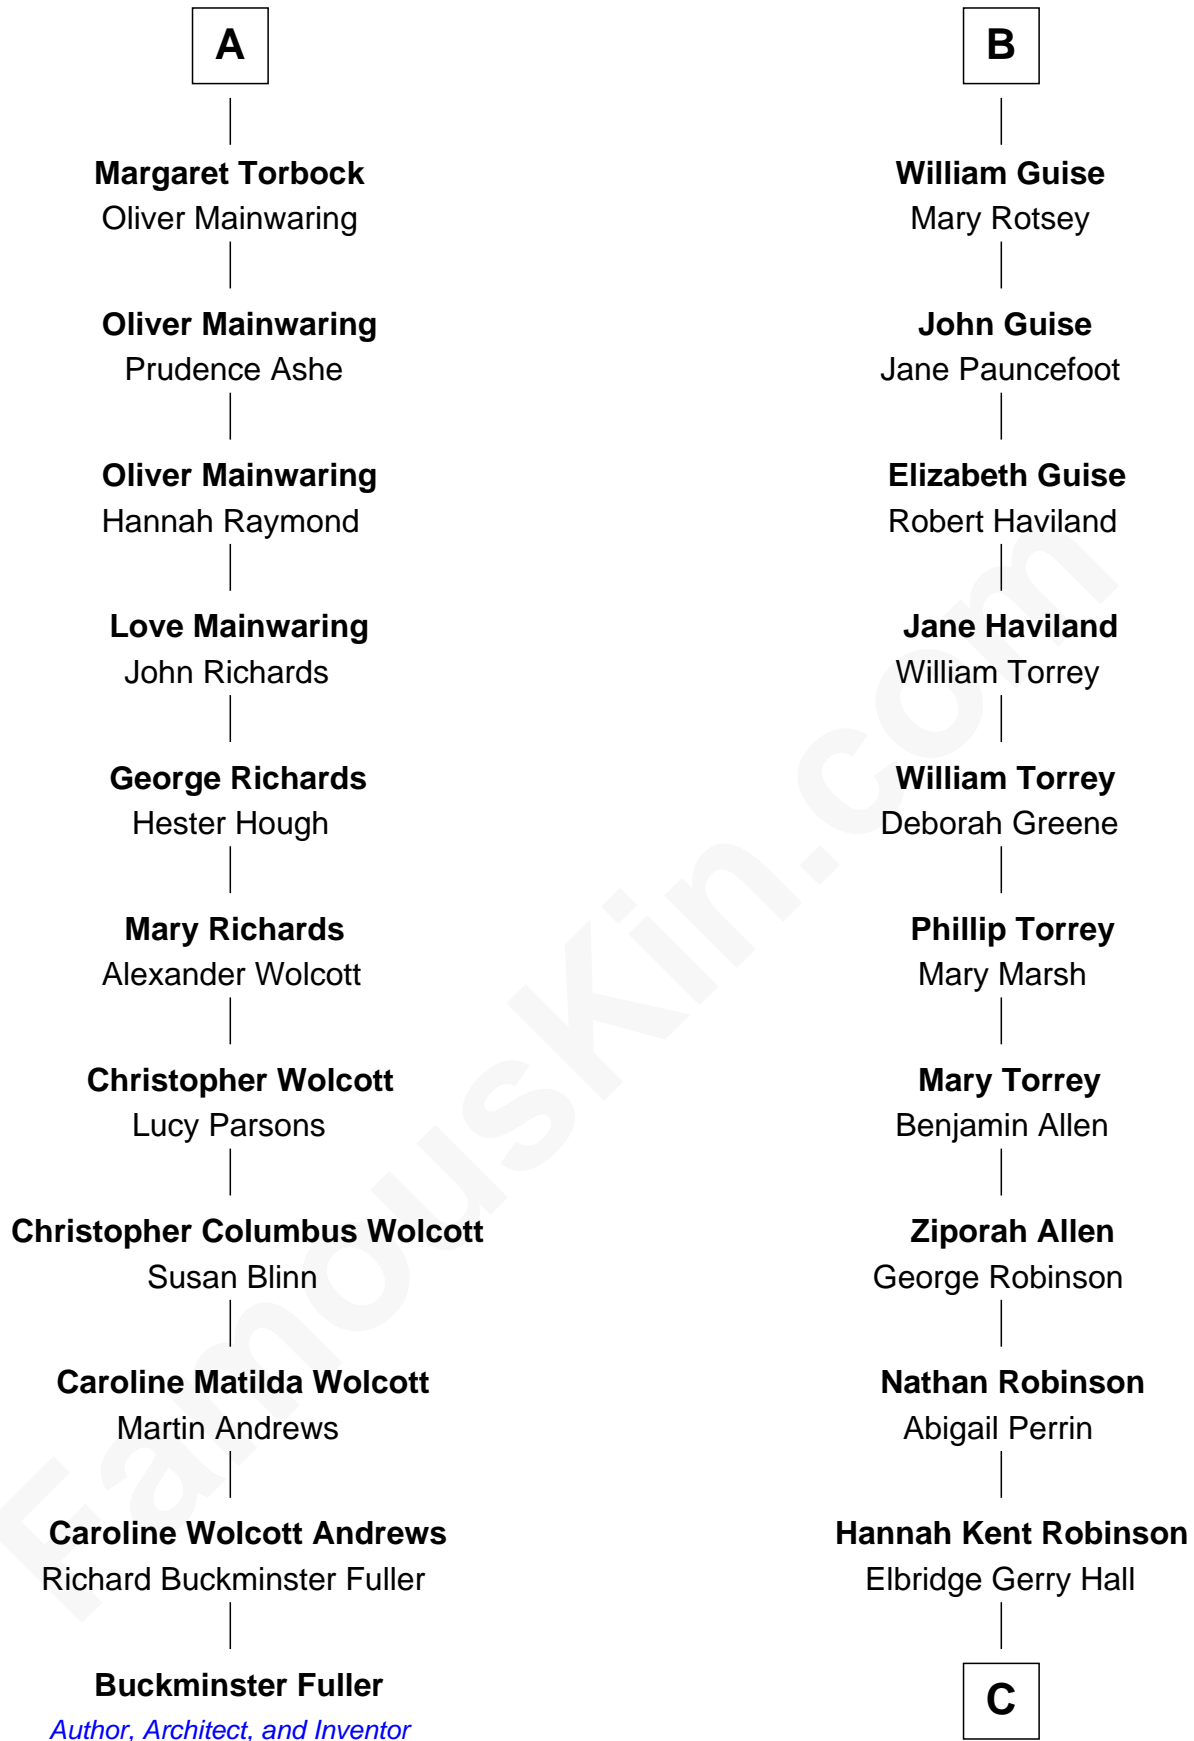 A
Margaret Torbock
Oliver Mainwaring
Oliver Mainwaring
Prudence Ashe
Oliver Mainwaring
Hannah Raymond
Love Mainwaring
John Richards
George Richards
Hester Hough
Mary Richards
Alexander Wolcott
Christopher Wolcott
Lucy Parsons
Christopher Columbus Wolcott
Susan Blinn
Caroline Matilda Wolcott
Martin Andrews
Caroline Wolcott Andrews
Richard Buckminster Fuller
Buckminster Fuller
Author, Architect, and Inventor
B
William Guise
Mary Rotsey
John Guise
Jane Pauncefoot
Elizabeth Guise
Robert Haviland
Jane Haviland
William Torrey
William Torrey
Deborah Greene
Phillip Torrey
Mary Marsh
Mary Torrey
Benjamin Allen
Ziporah Allen
George Robinson
Nathan Robinson
Abigail Perrin
Hannah Kent Robinson
Elbridge Gerry Hall
C
FamousKin.com